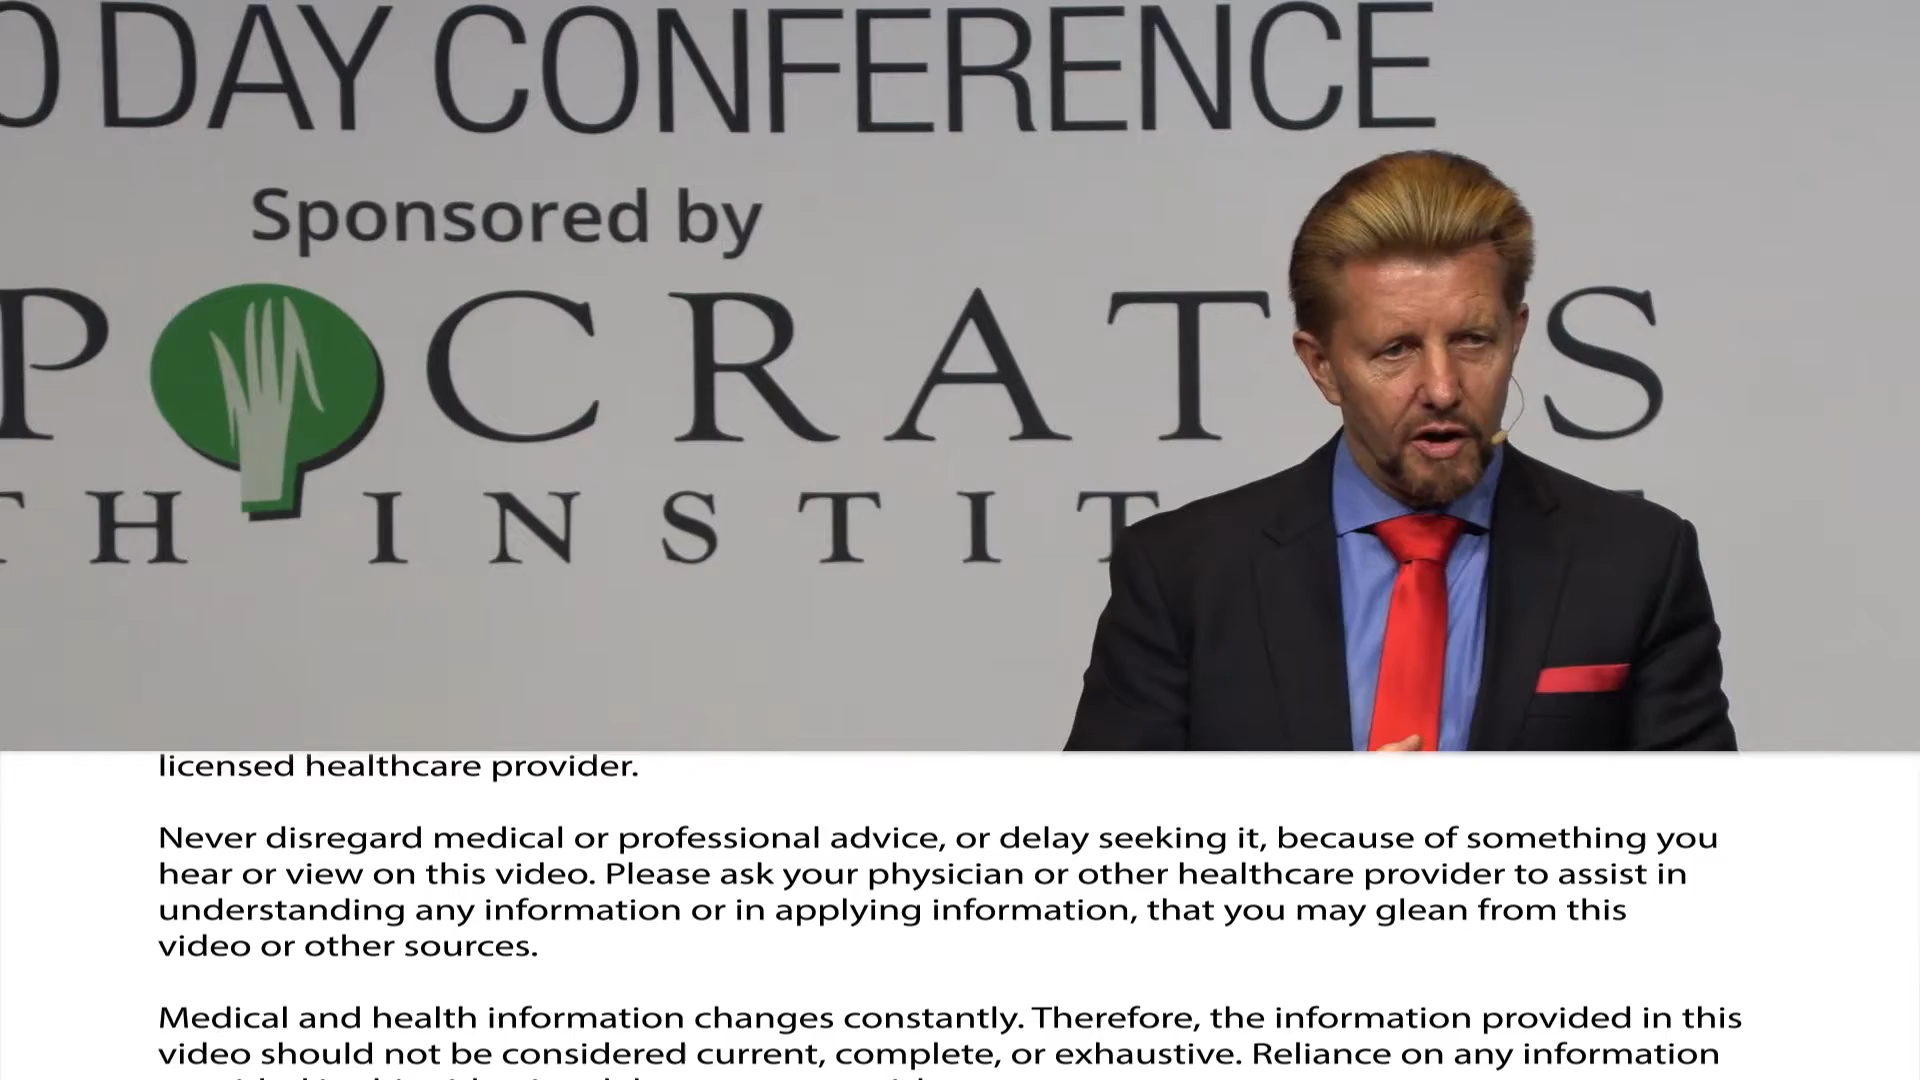 DAY CONFERENCE
Sponsored by
P CRAT S
TH INSTIT
licensed healthcare provider.
Never disregard medical or professional advice, or delay seeking it, because of something you
hear or view on this video. Please ask your physician or other healthcare provider to assist in
understanding any information or in applying information, that you may glean from this
video or other sources.
Medical and health information changes constantly. Therefore, the information provided in this
video should not be considered current, complete, or exhaustive. Reliance on any information